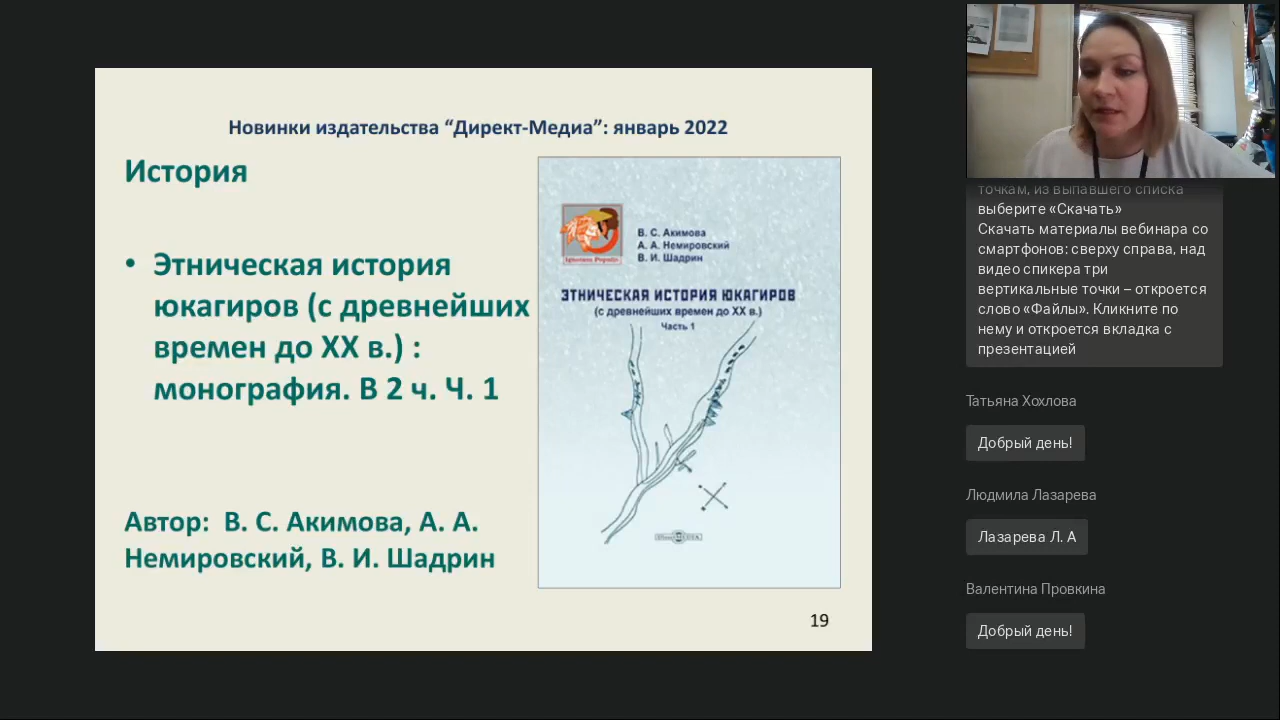 Новинки издательства “Директ-Медиа”: январь 2022
История
• Этническая история
юкагиров (с древнейших
времен до XX в.) :
монография. В 2 ч. Ч. 1
Автор: В. С. Акимова, А. А.
Немировский, В. И. Шадрин
В. С. Акимова
А. А. Немировский
В. И. Шадрин
ЭТНИЧЕСКАЯ ИСТОРИЯ ЮКАГИРОВ
(с древнейших времен до XX в.)
Часть 1
19
точкам, из выпавшего списка
выберите «Скачать»
Скачать материалы вебинара со
смартфонов: сверху справа, над
видео спикера три
вертикальные точки – откроется
слово «Файлы». Кликните по
нему и откроется вкладка с
презентацией
Татьяна Хохлова
Добрый день!
Людмила Лазарева
Лазарева Л. А
Валентина Провкина
Добрый день!